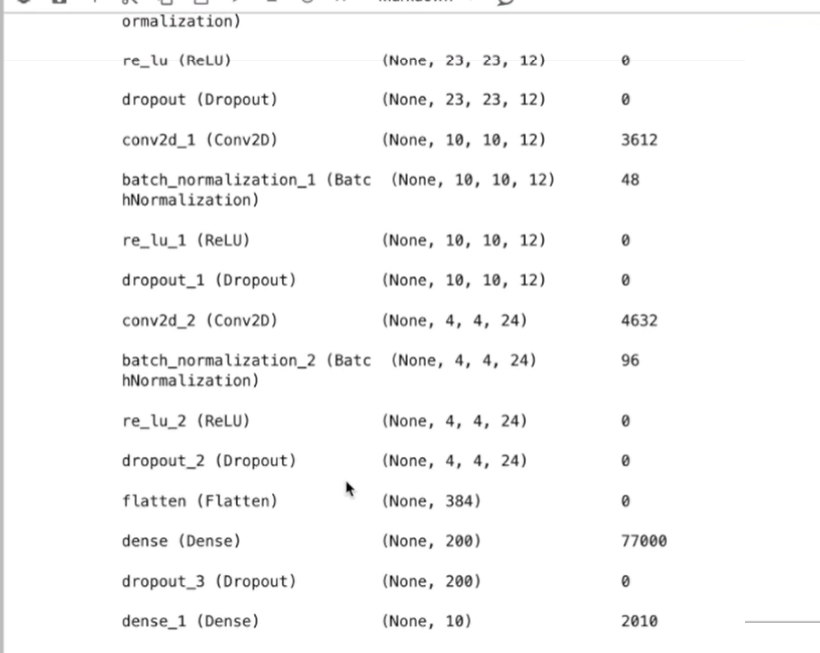 ormalization)
re_lu (ReLU) (None, 23, 23, 12) 0
dropout (Dropout) (None, 23, 23, 12) 0
conv2d_1 (Conv2D) (None, 10, 10, 12) 3612
batch_normalization_1 (Batc (None, 10, 10, 12) 48
hNormalization)
re_lu_1 (ReLU) (None, 10, 10, 12) 0
dropout_1 (Dropout) (None, 10, 10, 12) 0
conv2d_2 (Conv2D) (None, 4, 4, 24) 4632
batch_normalization_2 (Batc (None, 4, 4, 24) 96
hNormalization)
re_lu_2 (ReLU) (None, 4, 4, 24) 0
dropout_2 (Dropout) (None, 4, 4, 24) 0
flatten (Flatten) (None, 384) 0
dense (Dense) (None, 200) 77000
dropout_3 (Dropout) (None, 200) 0
dense_1 (Dense) (None, 10) 2010